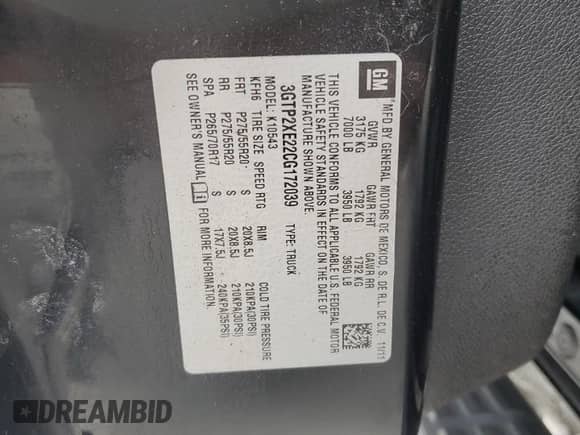 GM
MFD BY GENERAL MOTORS DE MEXICO, S. DE R.L. DE C.V. 11/11
GVWR GAWR FRT GAWR RR
3175 KG 1792 KG 1792 KG
7000 LB 3950 LB 3950 LB
THIS VEHICLE CONFORMS TO ALL APPLICABLE U.S. FEDERAL MOTOR
VEHICLE SAFETY STANDARDS IN EFFECT ON THE DATE OF
MANUFACTURE SHOWN ABOVE.
3GTP2XE22CG172039 TYPE: TRUCK
MODEL: K10543
KFH6 TIRE SIZE SPEED RTG RIM COLD TIRE PRESSURE
FRT P275/55R20 S 20X8.5J 210KPA(30PSI)
RR P275/55R20 S 20X8.5J 210KPA(30PSI)
SPA P265/70R17 S 17X7.5J 240KPA(35PSI)
SEE OWNER'S MANUAL FOR MORE INFORMATION.
DREAMBID